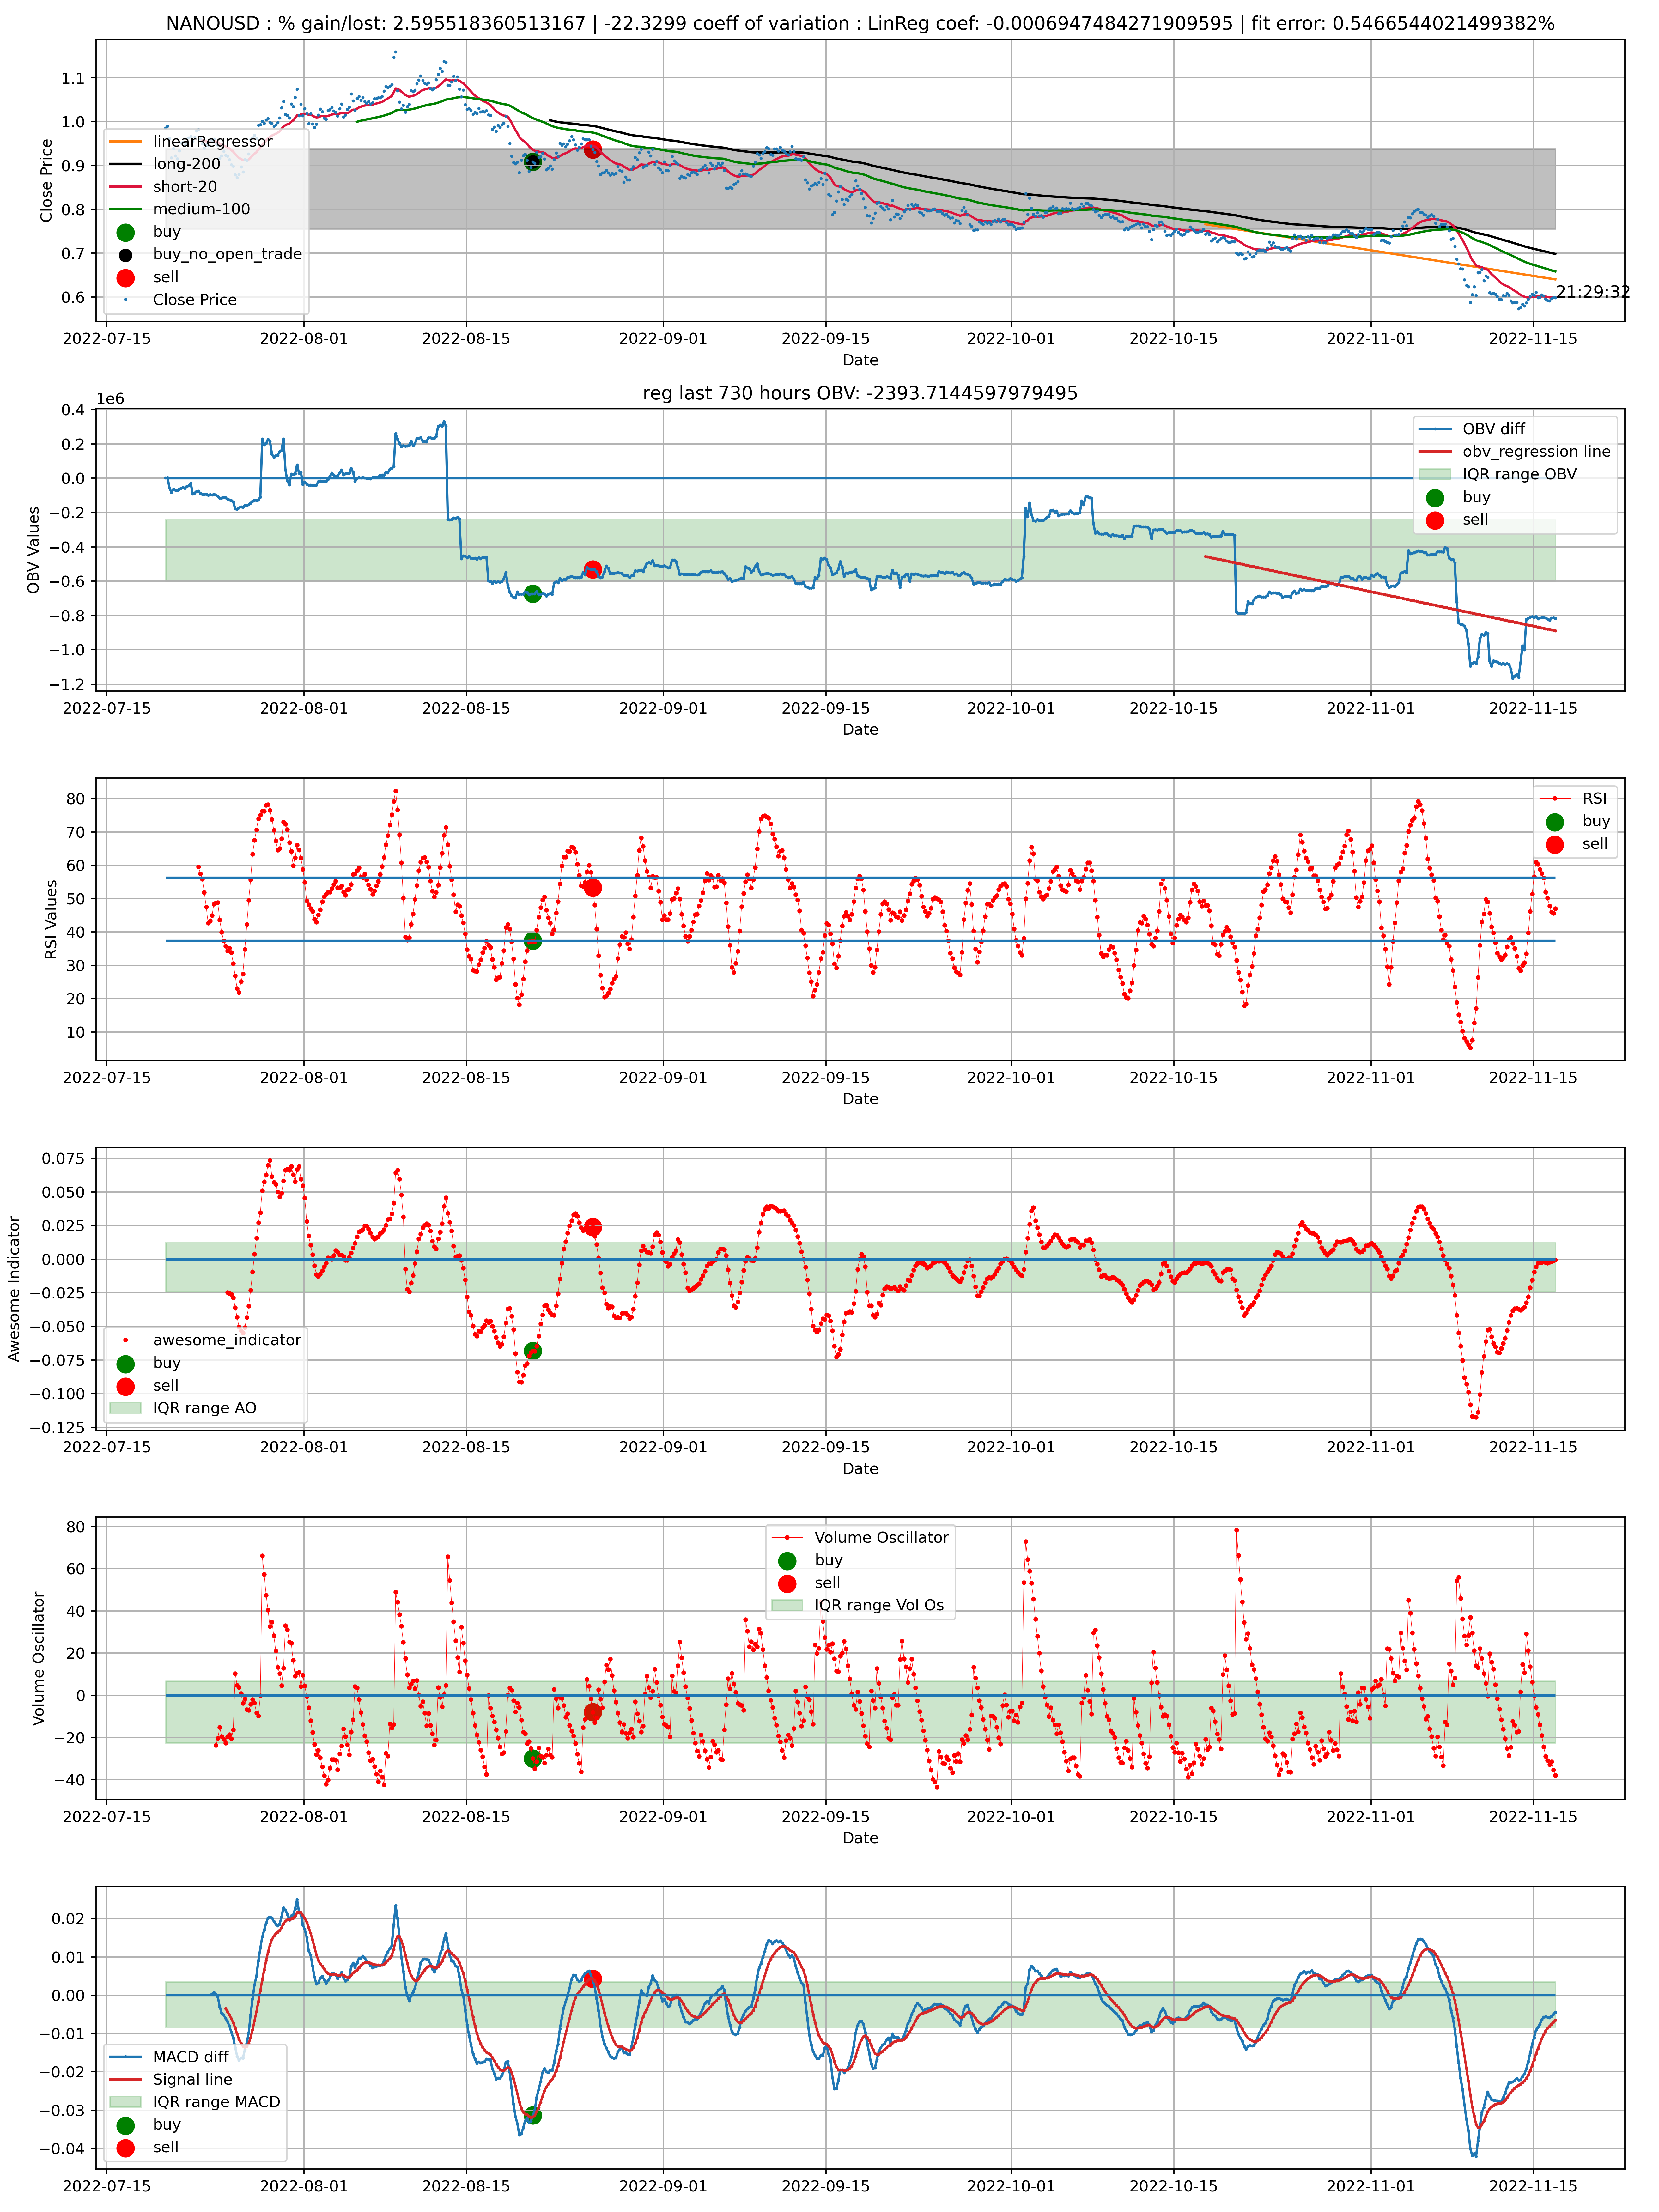 NANOUSD : % gain/lost: 2.595518360513167 | -22.3299 coeff of variation : LinReg coef: -0.0006947484271909595 | fit error: 0.5466544021499382%
Close Price
1.1
1.0
0.9
0.8
0.7
0.6
linearRegressor
long-200
short-20
medium-100
buy
buy_no_open_trade
sell
Close Price
21:29:32
2022-07-15 2022-08-01 2022-08-15 2022-09-01 2022-09-15 2022-10-01 2022-10-15 2022-11-01 2022-11-15
Date
reg last 730 hours OBV: -2393.7144597979495
1e6
OBV Values
0.4
0.2
0.0
−0.2
−0.4
−0.6
−0.8
−1.0
−1.2
OBV diff
obv_regression line
IQR range OBV
buy
sell
2022-07-15 2022-08-01 2022-08-15 2022-09-01 2022-09-15 2022-10-01 2022-10-15 2022-11-01 2022-11-15
Date
RSI Values
80
70
60
50
40
30
20
10
RSI
buy
sell
2022-07-15 2022-08-01 2022-08-15 2022-09-01 2022-09-15 2022-10-01 2022-10-15 2022-11-01 2022-11-15
Date
Awesome Indicator
0.075
0.050
0.025
0.000
−0.025
−0.050
−0.075
−0.100
−0.125
awesome_indicator
buy
sell
IQR range AO
2022-07-15 2022-08-01 2022-08-15 2022-09-01 2022-09-15 2022-10-01 2022-10-15 2022-11-01 2022-11-15
Date
Volume Oscillator
80
60
40
20
0
−20
−40
Volume Oscillator
buy
sell
IQR range Vol Os
2022-07-15 2022-08-01 2022-08-15 2022-09-01 2022-09-15 2022-10-01 2022-10-15 2022-11-01 2022-11-15
Date
0.02
0.01
0.00
−0.01
−0.02
−0.03
−0.04
MACD diff
Signal line
IQR range MACD
buy
sell
2022-07-15 2022-08-01 2022-08-15 2022-09-01 2022-09-15 2022-10-01 2022-10-15 2022-11-01 2022-11-15